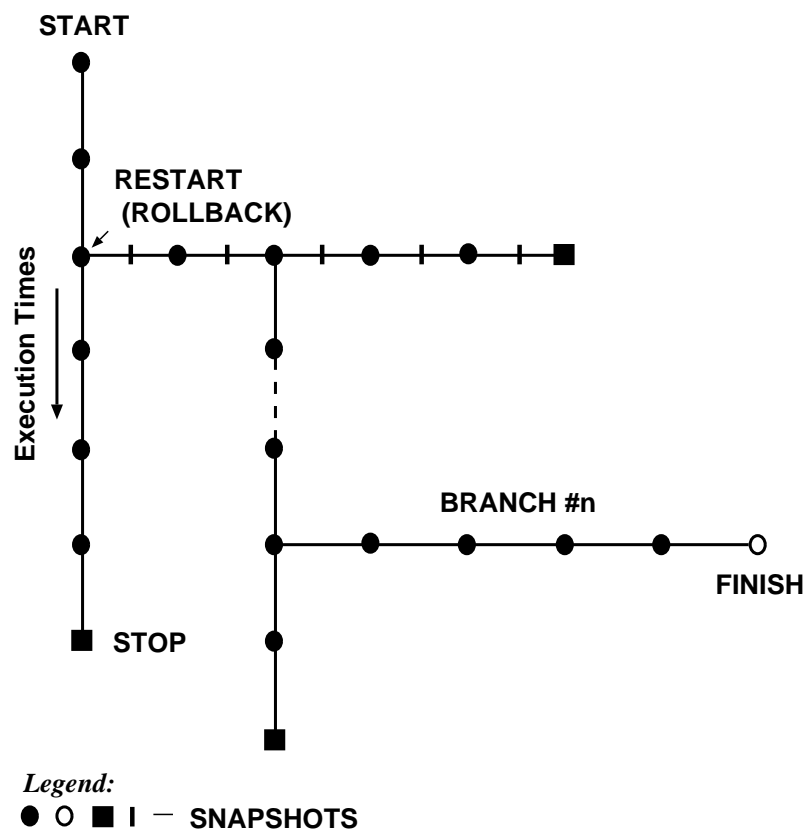 START
RESTART
(ROLLBACK)
Execution Times
BRANCH #n
FINISH
STOP
Legend:
— SNAPSHOTS